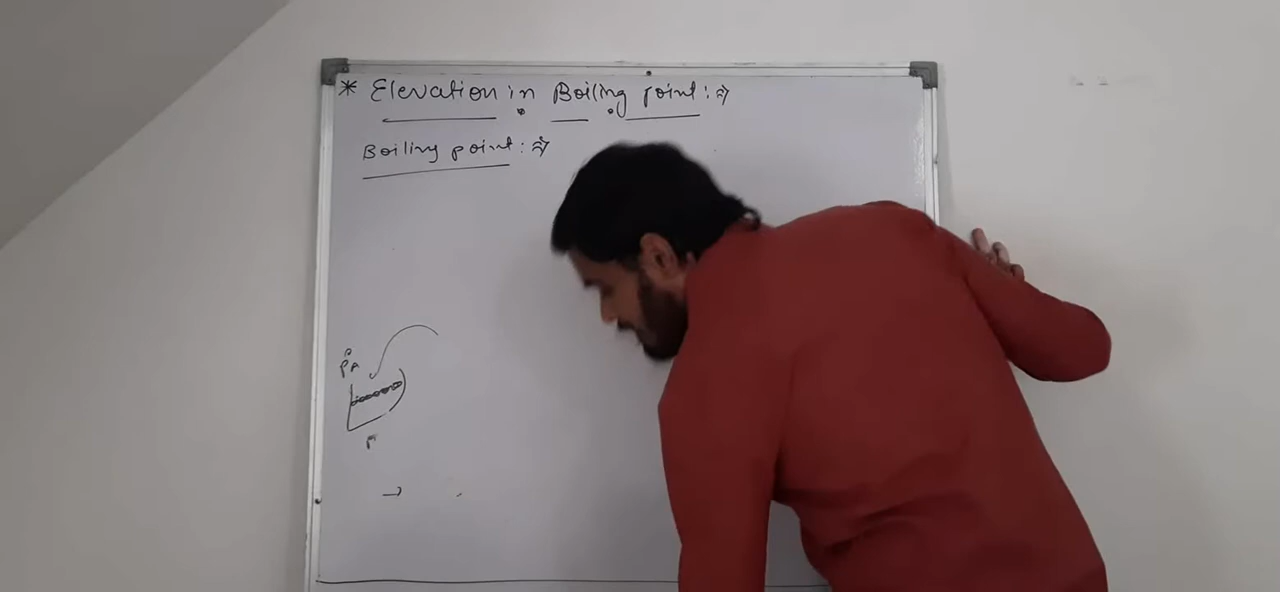 * Elevation in Boiling point :⇒
Boiling point :⇒
P°A